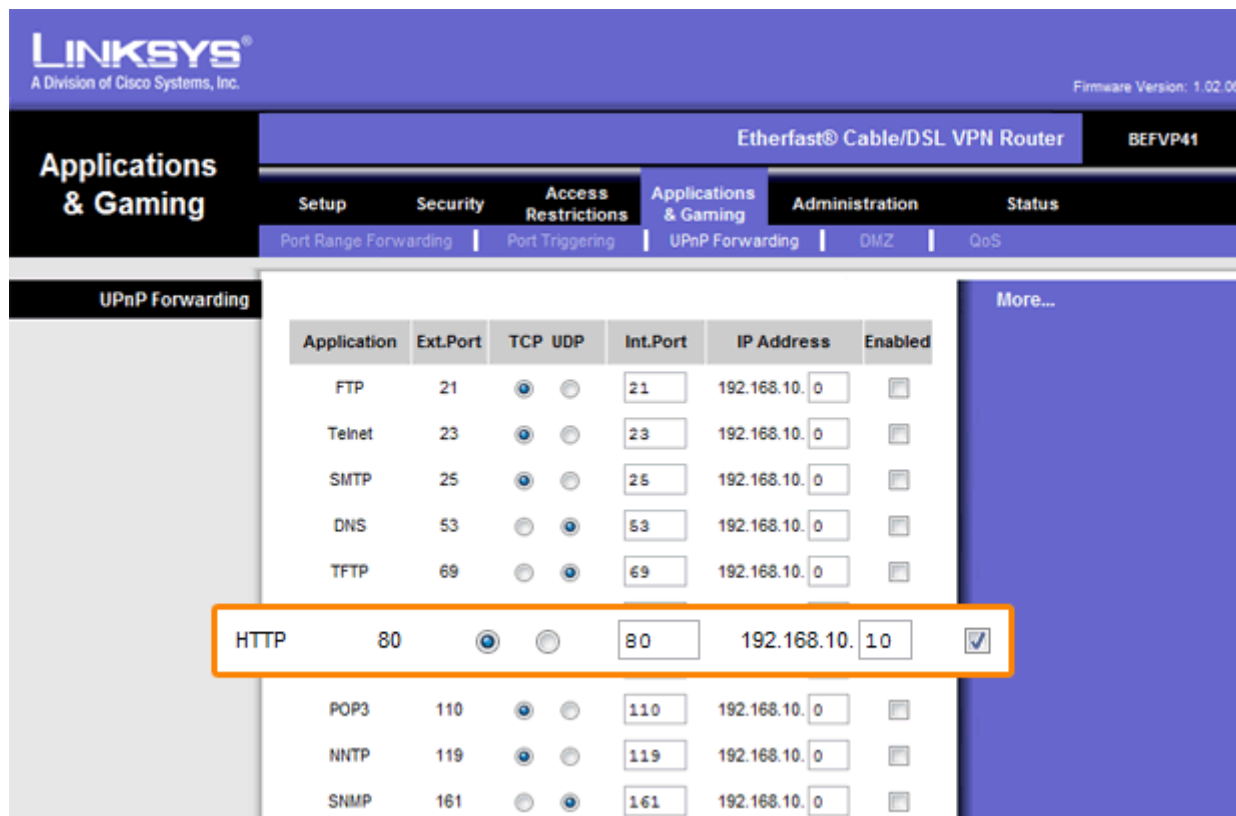 LINKSYS®
A Division of Cisco Systems, Inc.
Firmware Version: 1.02.06
Etherfast® Cable/DSL VPN Router BEFVP41
Applications & Gaming
Setup Security Access Restrictions Applications & Gaming Administration Status
Port Range Forwarding Port Triggering UPnP Forwarding DMZ QoS
UPnP Forwarding More...
Application Ext.Port TCP UDP Int.Port IP Address Enabled
FTP 21 21 192.168.10. 0
Telnet 23 23 192.168.10. 0
SMTP 25 25 192.168.10. 0
DNS 53 53 192.168.10. 0
TFTP 69 69 192.168.10. 0
HTTP 80 80 192.168.10. 10
POP3 110 110 192.168.10. 0
NNTP 119 119 192.168.10. 0
SNMP 161 161 192.168.10. 0